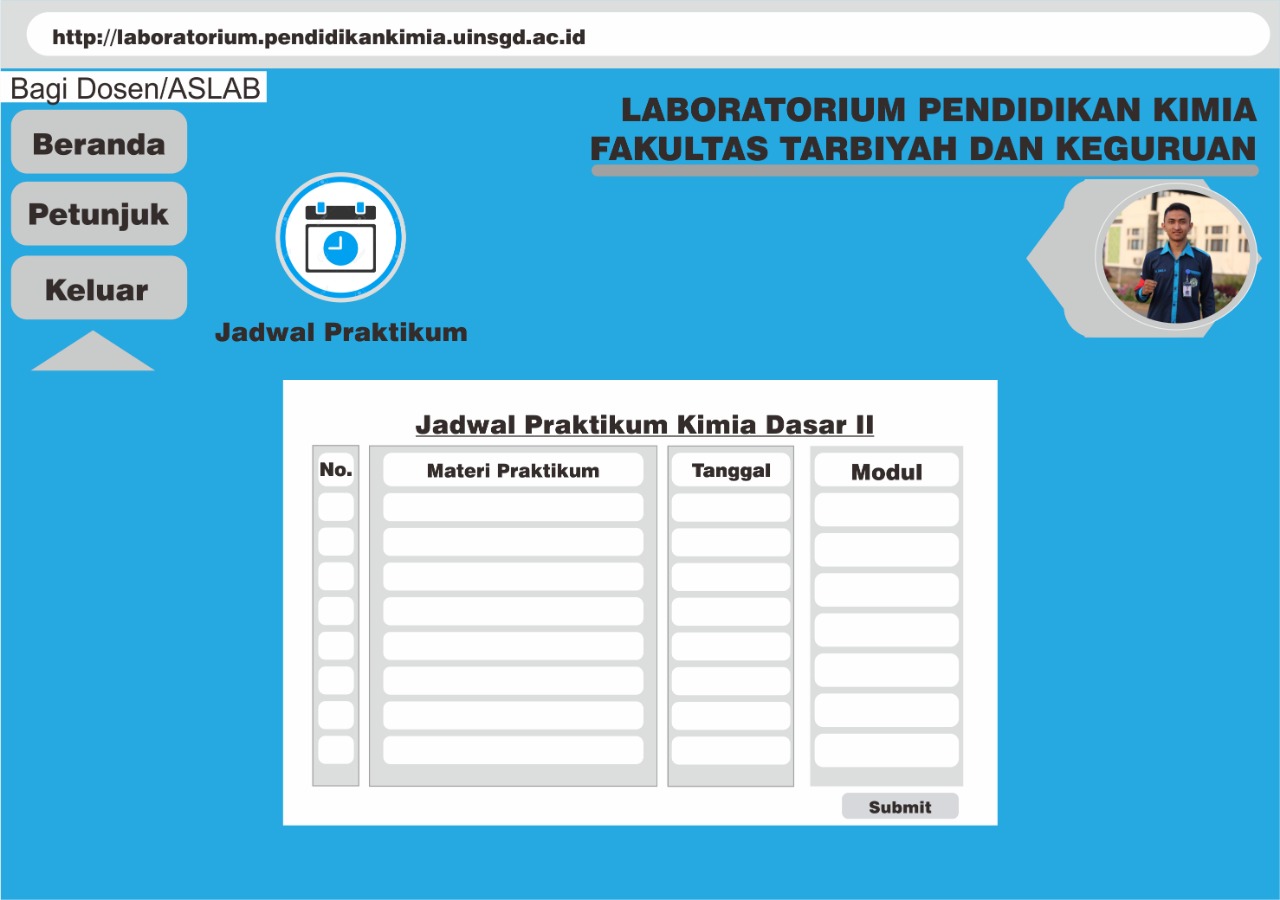 http://laboratorium.pendidikankimia.uinsgd.ac.id
Bagi Dosen/ASLAB
LABORATORIUM PENDIDIKAN KIMIA
FAKULTAS TARBIYAH DAN KEGURUAN
Beranda
Petunjuk
Keluar
Jadwal Praktikum
Jadwal Praktikum Kimia Dasar II
No. Materi Praktikum Tanggal Modul
Submit